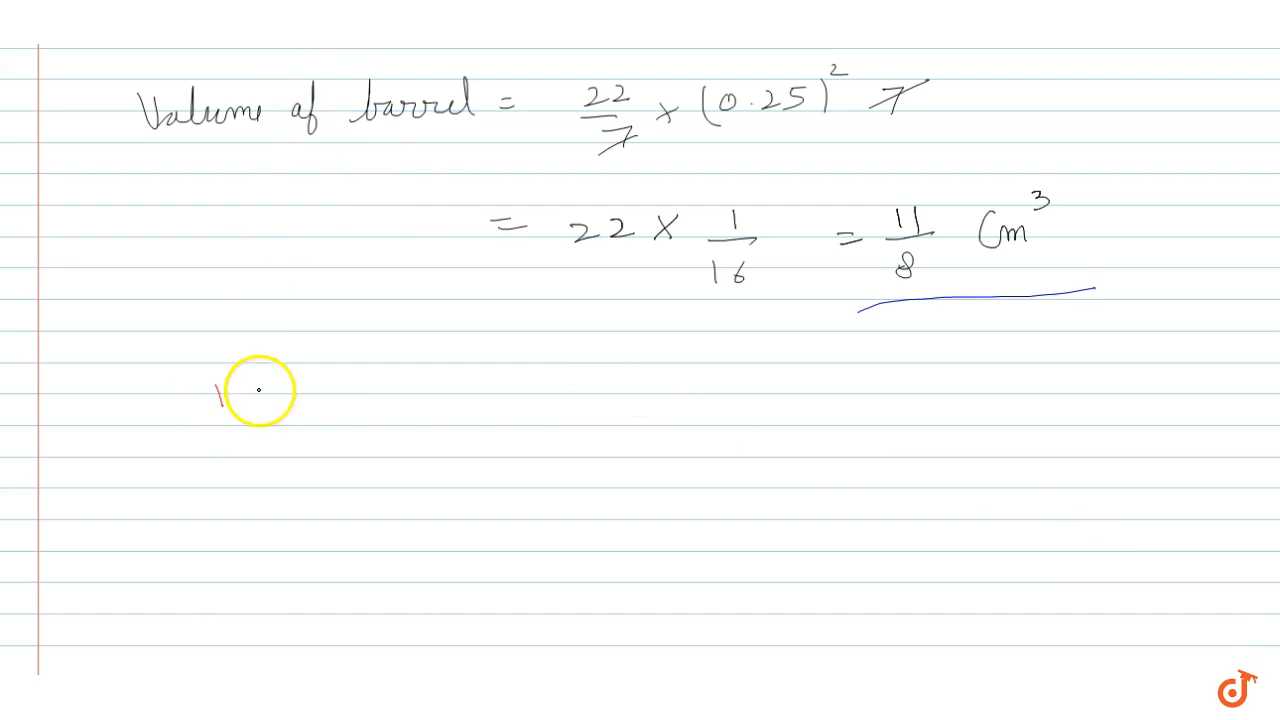 Volume of barrel = 22/7 × (0.25)² 7
= 22 × 1/16 = 11/8 Cm³